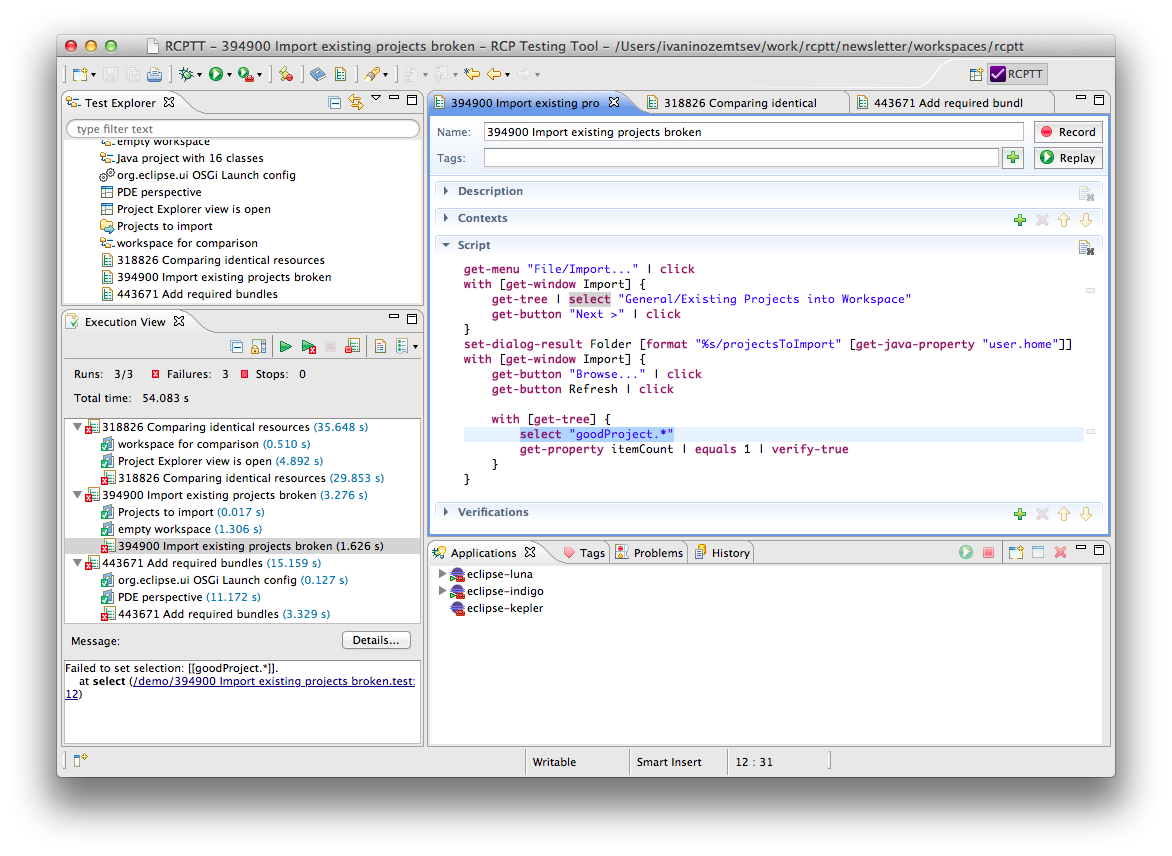 RCPTT – 394900 Import existing projects broken – RCP Testing Tool – /Users/ivaninozemtsev/work/rcptt/newsletter/workspaces/rcptt
RCPTT
Test Explorer
type filter text
empty workspace
Java project with 16 classes
org.eclipse.ui OSGi Launch config
PDE perspective
Project Explorer view is open
Projects to import
workspace for comparison
318826 Comparing identical resources
394900 Import existing projects broken
443671 Add required bundles
Execution View
Runs: 3/3 Failures: 3 Stops: 0
Total time: 54.083 s
318826 Comparing identical resources (35.648 s)
workspace for comparison (0.510 s)
Project Explorer view is open (4.892 s)
318826 Comparing identical resources (29.853 s)
394900 Import existing projects broken (3.276 s)
Projects to import (0.017 s)
empty workspace (1.306 s)
394900 Import existing projects broken (1.626 s)
443671 Add required bundles (15.159 s)
org.eclipse.ui OSGi Launch config (0.127 s)
PDE perspective (11.172 s)
443671 Add required bundles (3.329 s)
Message: Details...
Failed to set selection: [[goodProject.*]].
at select (/demo/394900 Import existing projects broken.test:
12)
394900 Import existing pro 318826 Comparing identical 443671 Add required bundl
Name: 394900 Import existing projects broken Record
Tags: Replay
Description
Contexts
Script
get-menu "File/Import..." | click
with [get-window Import] {
get-tree | select "General/Existing Projects into Workspace"
get-button "Next >" | click
}
set-dialog-result Folder [format "%s/projectsToImport" [get-java-property "user.home"]]
with [get-window Import] {
get-button "Browse..." | click
get-button Refresh | click
with [get-tree] {
select "goodProject.*"
get-property itemCount | equals 1 | verify-true
}
}
Verifications
Applications Tags Problems History
eclipse-luna
eclipse-indigo
eclipse-kepler
Writable Smart Insert 12 : 31